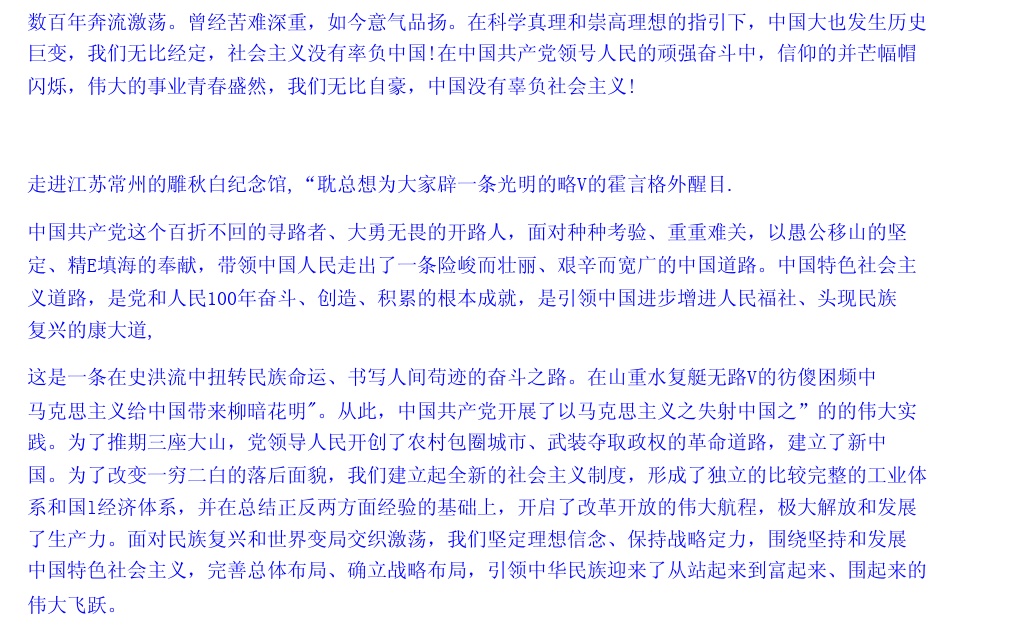 数百年奔流激荡。曾经苦难深重，如今意气品扬。在科学真理和崇高理想的指引下，中国大也发生历史
巨变，我们无比经定，社会主义没有率负中国!在中国共产党领号人民的顽强奋斗中，信仰的并芒幅帽
闪烁，伟大的事业青春盛然，我们无比自豪，中国没有辜负社会主义!
走进江苏常州的雕秋白纪念馆,“耽总想为大家辟一条光明的略V的霍言格外醒目.
中国共产党这个百折不回的寻路者、大勇无畏的开路人，面对种种考验、重重难关，以愚公移山的坚
定、精E填海的奉献，带领中国人民走出了一条险峻而壮丽、艰辛而宽广的中国道路。中国特色社会主
义道路，是党和人民100年奋斗、创造、积累的根本成就，是引领中国进步增进人民福社、头现民族
复兴的康大道,
这是一条在史洪流中扭转民族命运、书写人间苟迹的奋斗之路。在山重水复艇无路V的彷傻困频中
马克思主义给中国带来柳暗花明"。从此，中国共产党开展了以马克思主义之失射中国之”的的伟大实
践。为了推期三座大山，党领导人民开创了农村包圈城市、武装夺取政权的革命道路，建立了新中
国。为了改变一穷二白的落后面貌，我们建立起全新的社会主义制度，形成了独立的比较完整的工业体
系和国l经济体系，并在总结正反两方面经验的基础上，开启了改革开放的伟大航程，极大解放和发展
了生产力。面对民族复兴和世界变局交织激荡，我们坚定理想信念、保持战略定力，围绕坚持和发展
中国特色社会主义，完善总体布局、确立战略布局，引领中华民族迎来了从站起来到富起来、围起来的
伟大飞跃。